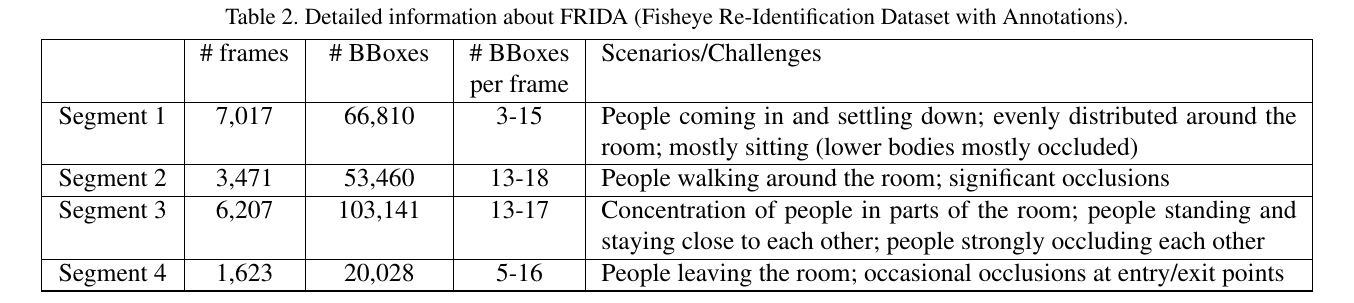 Table 2. Detailed information about FRIDA (Fisheye Re-Identification Dataset with Annotations).
# frames # BBoxes # BBoxes Scenarios/Challenges
per frame
Segment 1 7,017 66,810 3-15 People coming in and settling down; evenly distributed around the
room; mostly sitting (lower bodies mostly occluded)
Segment 2 3,471 53,460 13-18 People walking around the room; significant occlusions
Segment 3 6,207 103,141 13-17 Concentration of people in parts of the room; people standing and
staying close to each other; people strongly occluding each other
Segment 4 1,623 20,028 5-16 People leaving the room; occasional occlusions at entry/exit points